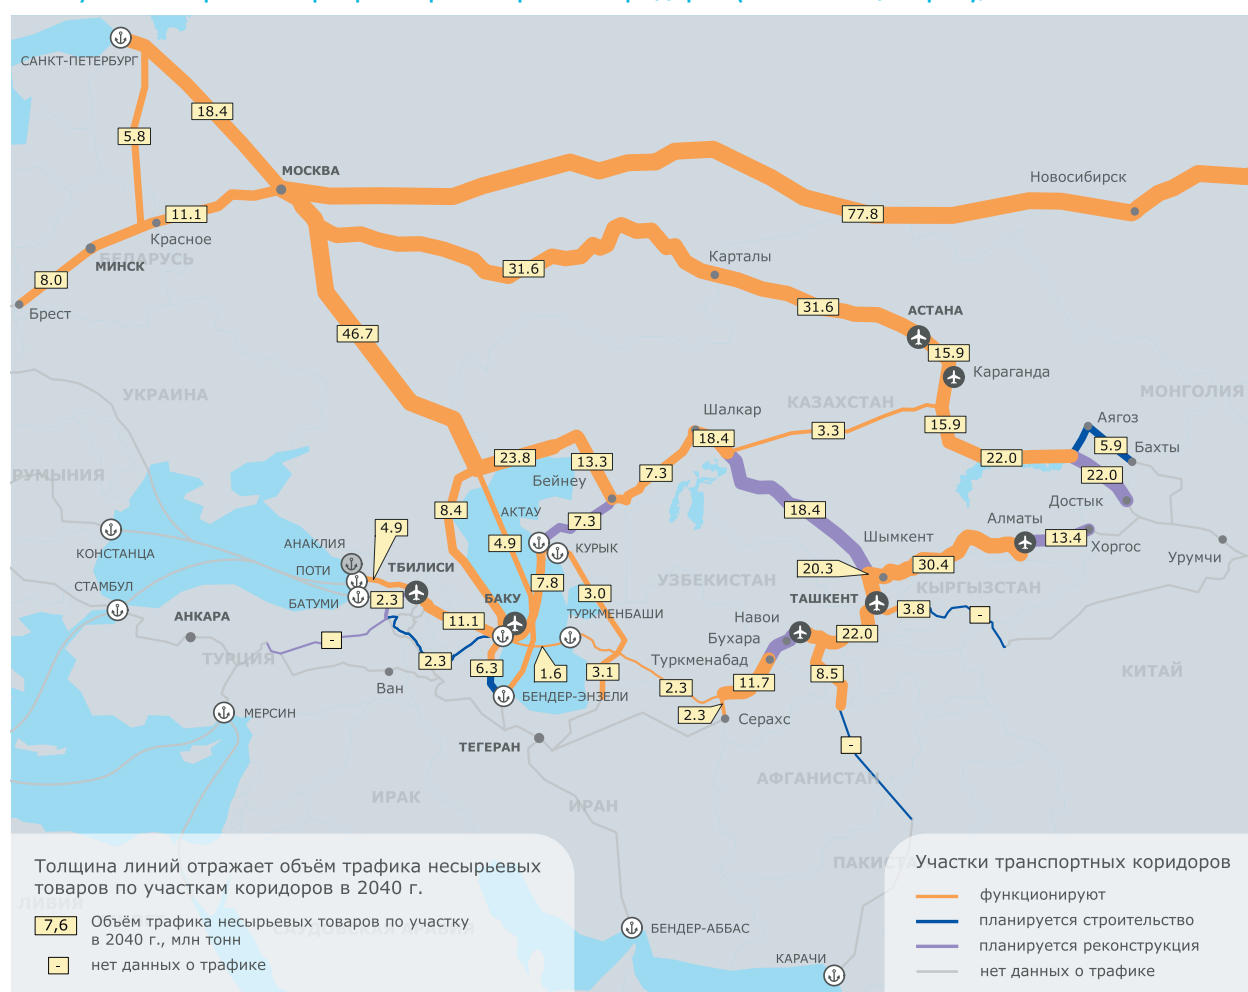 САНКТ-ПЕТЕРБУРГ
18.4
5.8
МОСКВА
Новосибирск
11.1
77.8
Красное
БЕЛАРУСЬ
МИНСК
31.6
Карталы
8.0
Брест
31.6
АСТАНА
46.7
15.9
Караганда
УКРАИНА
КАЗАХСТАН
МОНГОЛИЯ
Шалкар
Аягоз
18.4
3.3
15.9
5.9
Бахты
23.8
13.3
22.0
РУМЫНИЯ
Бейнеу
7.3
22.0
Достык
8.4
АКТАУ
7.3
18.4
Алматы
4.9
КОНСТАНЦА
АНАКЛИЯ
4.9
КУРЫК
Шымкент
13.4
Хоргос
Урумчи
ПОТИ
ТБИЛИСИ
20.3
30.4
СТАМБУЛ
7.8
УЗБЕКИСТАН
КЫРГЫЗСТАН
БАТУМИ
2.3
БАКУ
3.0
ТАШКЕНТ
3.8
-
АНКАРА
11.1
ТУРКМЕНБАШИ
Навои
22.0
-
Бухара
ТУРЦИЯ
2.3
6.3
1.6
3.1
Туркменабад
8.5
КИТАЙ
Ван
БЕНДЕР-ЭНЗЕЛИ
2.3
11.7
МЕРСИН
2.3
Серахс
ТЕГЕРАН
-
АФГАНИСТАН
ИРАК
ИРАН
ПАКИСТА
Толщина линий отражает объём трафика несырьевых
товаров по участкам коридоров в 2040 г.
ЛИВИЯ
7,6
Объём трафика несырьевых товаров по участку
в 2040 г., млн тонн
САУДОВСКАЯ АРАВИЯ
-
нет данных о трафике
БЕНДЕР-АББАС
КАРАЧИ
Участки транспортных коридоров
функционируют
планируется строительство
планируется реконструкция
нет данных о трафике